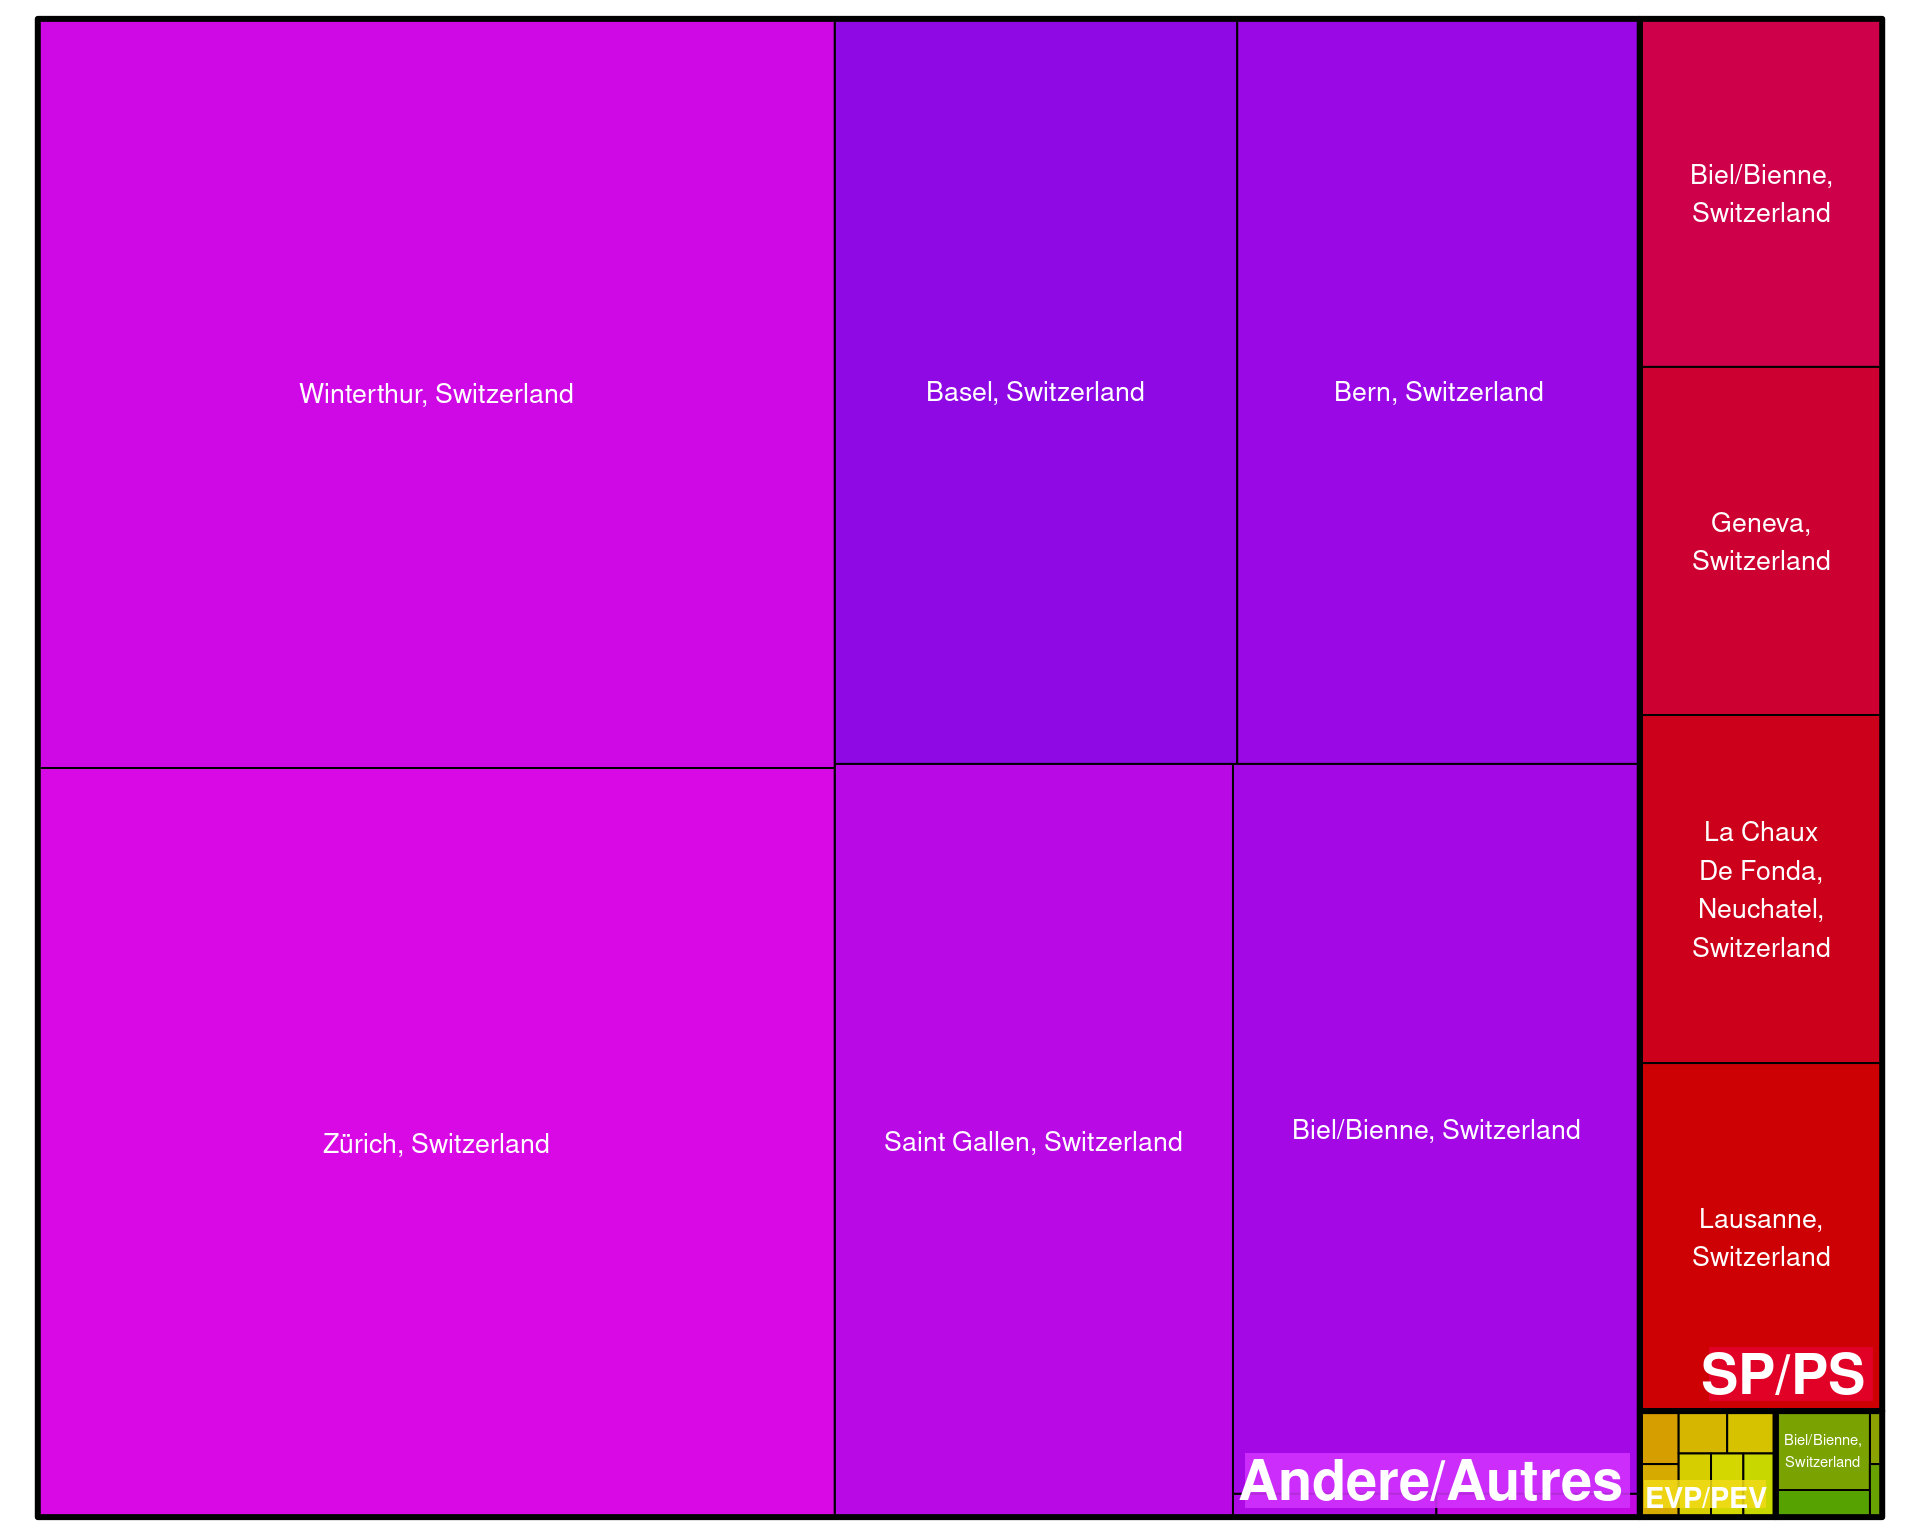 Winterthur, Switzerland
Basel, Switzerland
Bern, Switzerland
Biel/Bienne,
Switzerland
Geneva,
Switzerland
La Chaux
De Fonda,
Neuchatel,
Switzerland
Zürich, Switzerland
Saint Gallen, Switzerland
Biel/Bienne, Switzerland
Lausanne,
Switzerland
SP/PS
Andere/Autres
Biel/Bienne,
Switzerland
EVP/PEV